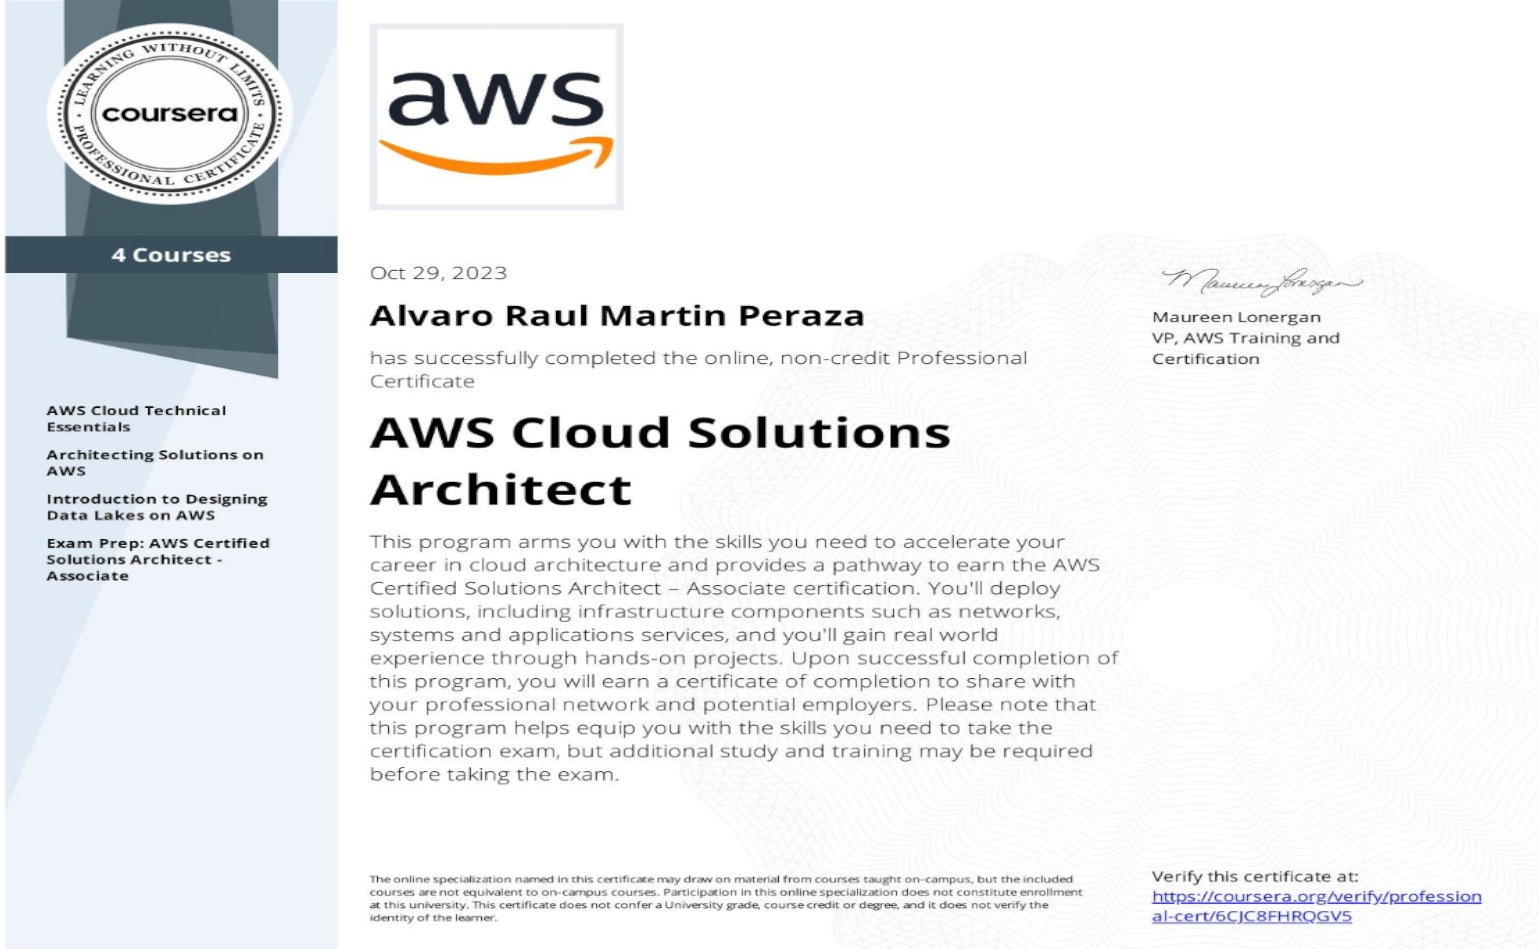 LEARNING WITHOUT LIMITS
coursera
PROFESSIONAL CERTIFICATE
4 Courses
AWS Cloud Technical
Essentials
Architecting Solutions on
AWS
Introduction to Designing
Data Lakes on AWS
Exam Prep: AWS Certified
Solutions Architect -
Associate
aws
Oct 29, 2023
Alvaro Raul Martin Peraza
has successfully completed the online, non-credit Professional
Certificate
AWS Cloud Solutions
Architect
This program arms you with the skills you need to accelerate your
career in cloud architecture and provides a pathway to earn the AWS
Certified Solutions Architect – Associate certification. You'll deploy
solutions, including infrastructure components such as networks,
systems and applications services, and you'll gain real world
experience through hands-on projects. Upon successful completion of
this program, you will earn a certificate of completion to share with
your professional network and potential employers. Please note that
this program helps equip you with the skills you need to take the
certification exam, but additional study and training may be required
before taking the exam.
The online specialization named in this certificate may draw on material from courses taught on-campus, but the included
courses are not equivalent to on-campus courses. Participation in this online specialization does not constitute enrollment
at this university. This certificate does not confer a University grade, course credit or degree, and it does not verify the
identity of the learner.
Maureen Lonergan
Maureen Lonergan
VP, AWS Training and
Certification
Verify this certificate at:
https://coursera.org/verify/profession
al-cert/6CJC8FHRQGV5